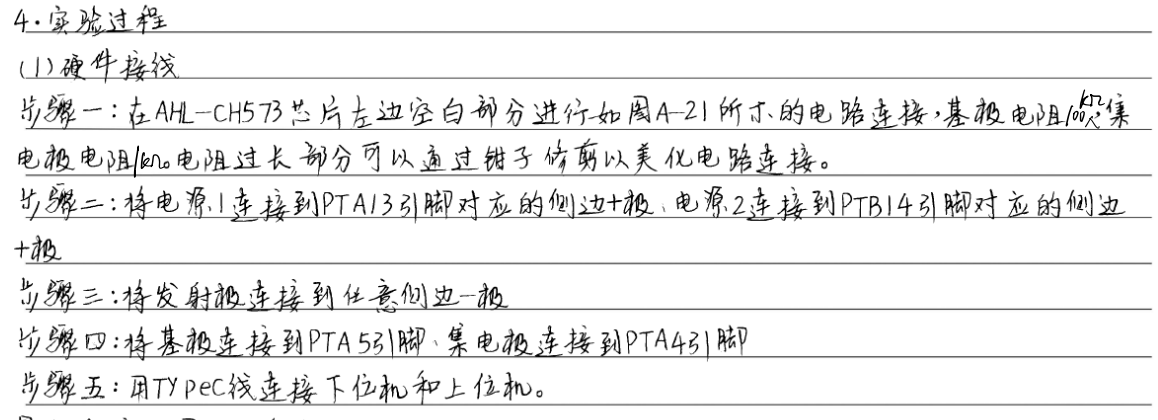 4.实验过程
(1)硬件接线
步骤一:在AHL-CH573芯片左边空白部分进行如图A-21所示的电路连接,基极电阻100kΩ,集
电极电阻1kΩ。电阻过长部分可以通过钳子修剪以美化电路连接。
步骤二:将电源1连接到PTA13引脚对应的侧边+极、电源2连接到PTB14引脚对应的侧边
+极
步骤三:将发射极连接到任意侧边-极
步骤四:将基极连接到PTA5引脚、集电极连接到PTA4引脚
步骤五:用TYPeC线连接下位机和上位机。